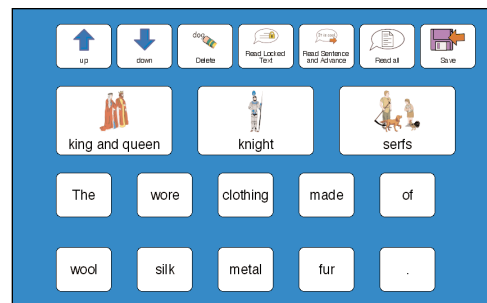 up down Delete Read Locked Text Read Sentence and Advance Read all Save
king and queen knight serfs
The wore clothing made of
wool silk metal fur .